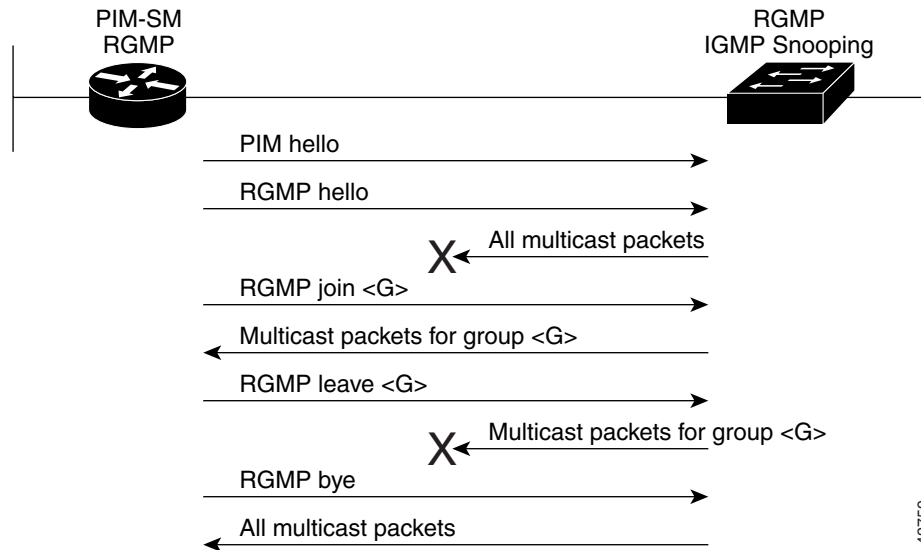 PIM-SM
RGMP
RGMP
IGMP Snooping
PIM hello
RGMP hello
All multicast packets
X
RGMP join <G>
Multicast packets for group <G>
RGMP leave <G>
Multicast packets for group <G>
X
RGMP bye
All multicast packets